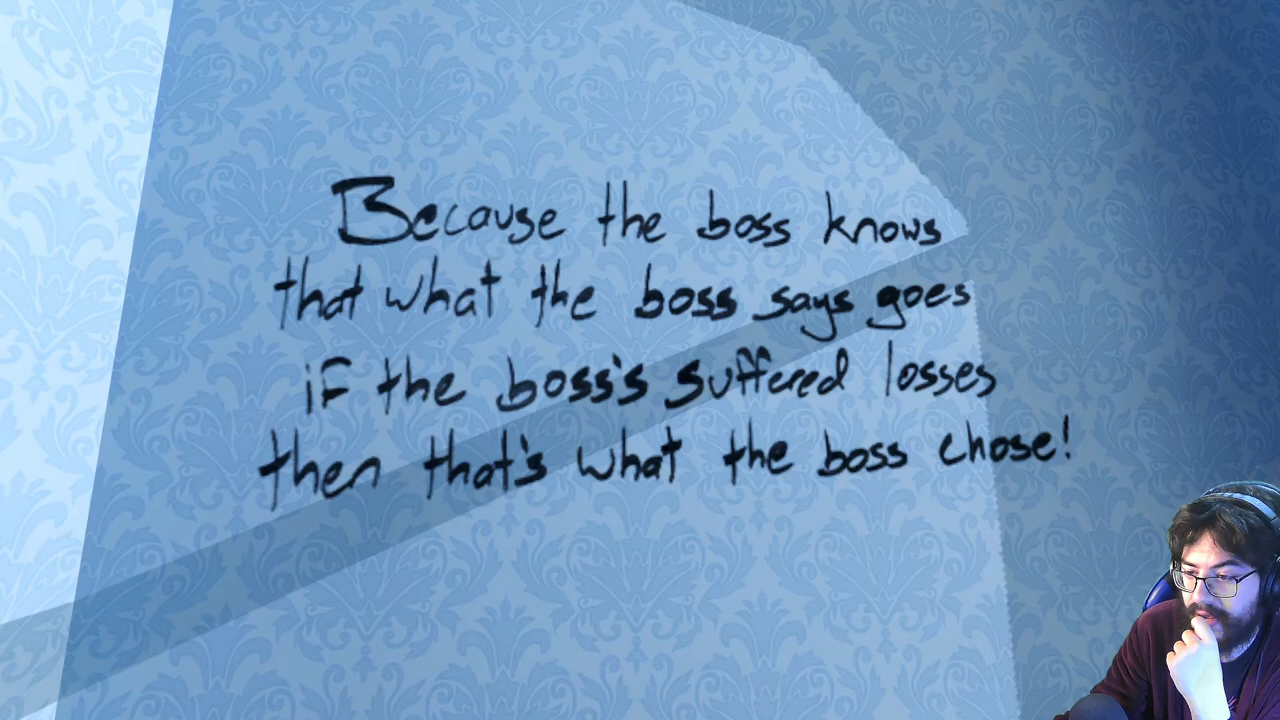 Because the boss knows
that what the boss says goes
if the boss's suffered losses
then that's what the boss chose!